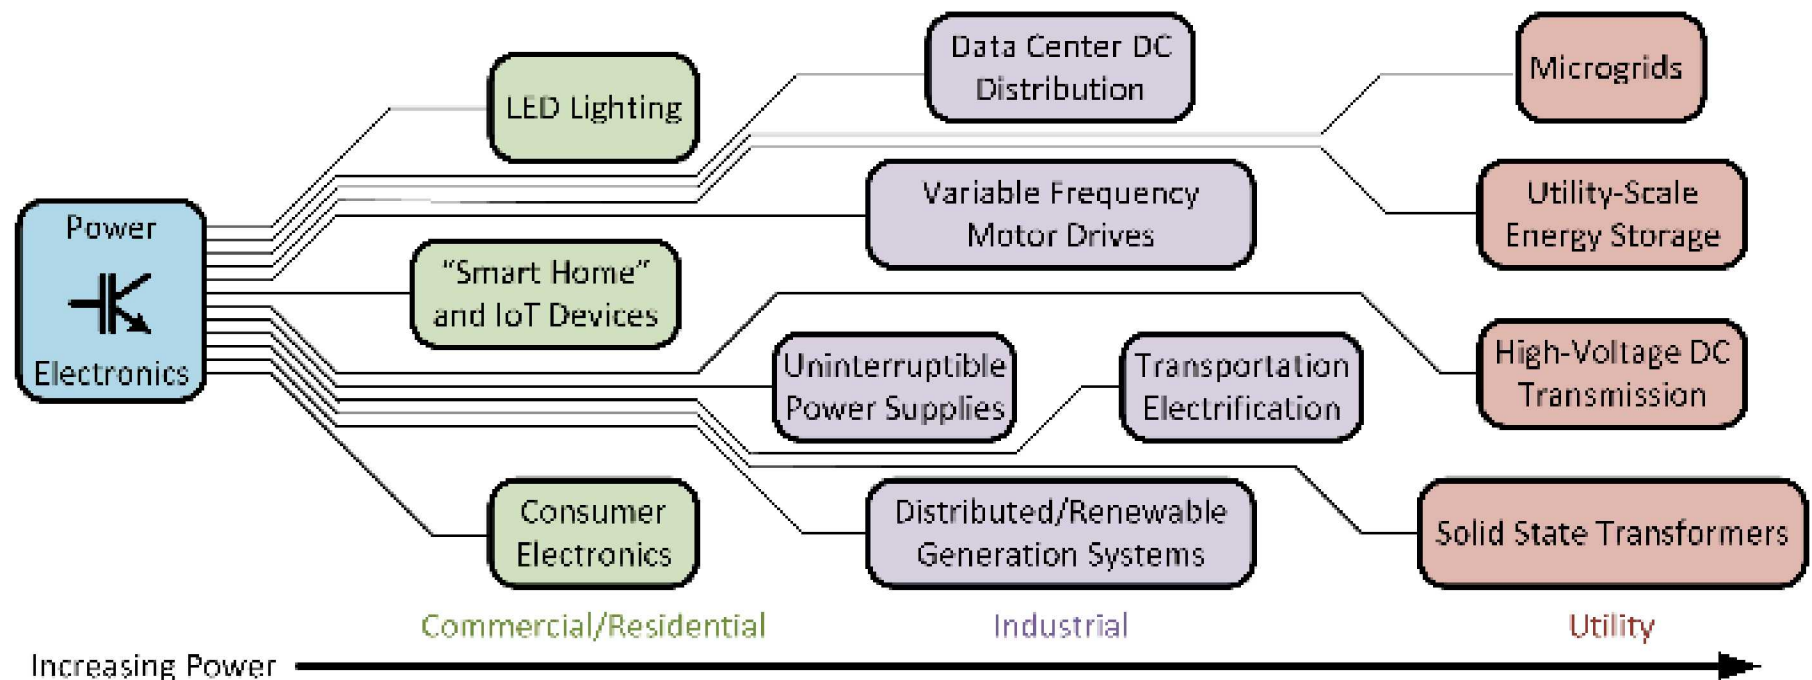 Power
Electronics
LED Lighting
"Smart Home"
and IoT Devices
Consumer
Electronics
Data Center DC
Distribution
Variable Frequency
Motor Drives
Uninterruptible
Power Supplies
Transportation
Electrification
Distributed/Renewable
Generation Systems
Microgrids
Utility-Scale
Energy Storage
High-Voltage DC
Transmission
Solid State Transformers
Commercial/Residential
Industrial
Utility
Increasing Power